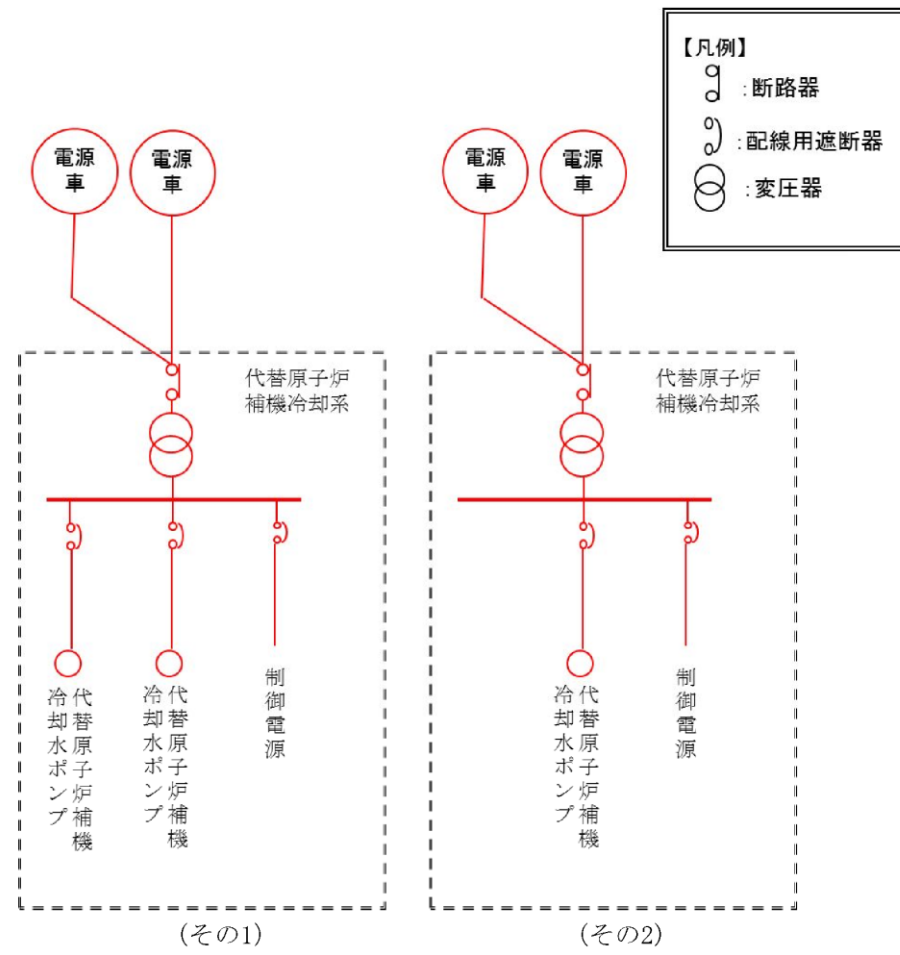 【凡例】
:断路器
:配線用遮断器
:変圧器
電源
車
電源
車
電源
車
電源
車
代替原子炉
補機冷却系
代替原子炉補機
冷却水ポンプ
代替原子炉補機
冷却水ポンプ
制御電源
(その1)
代替原子炉
補機冷却系
代替原子炉補機
冷却水ポンプ
制御電源
(その2)